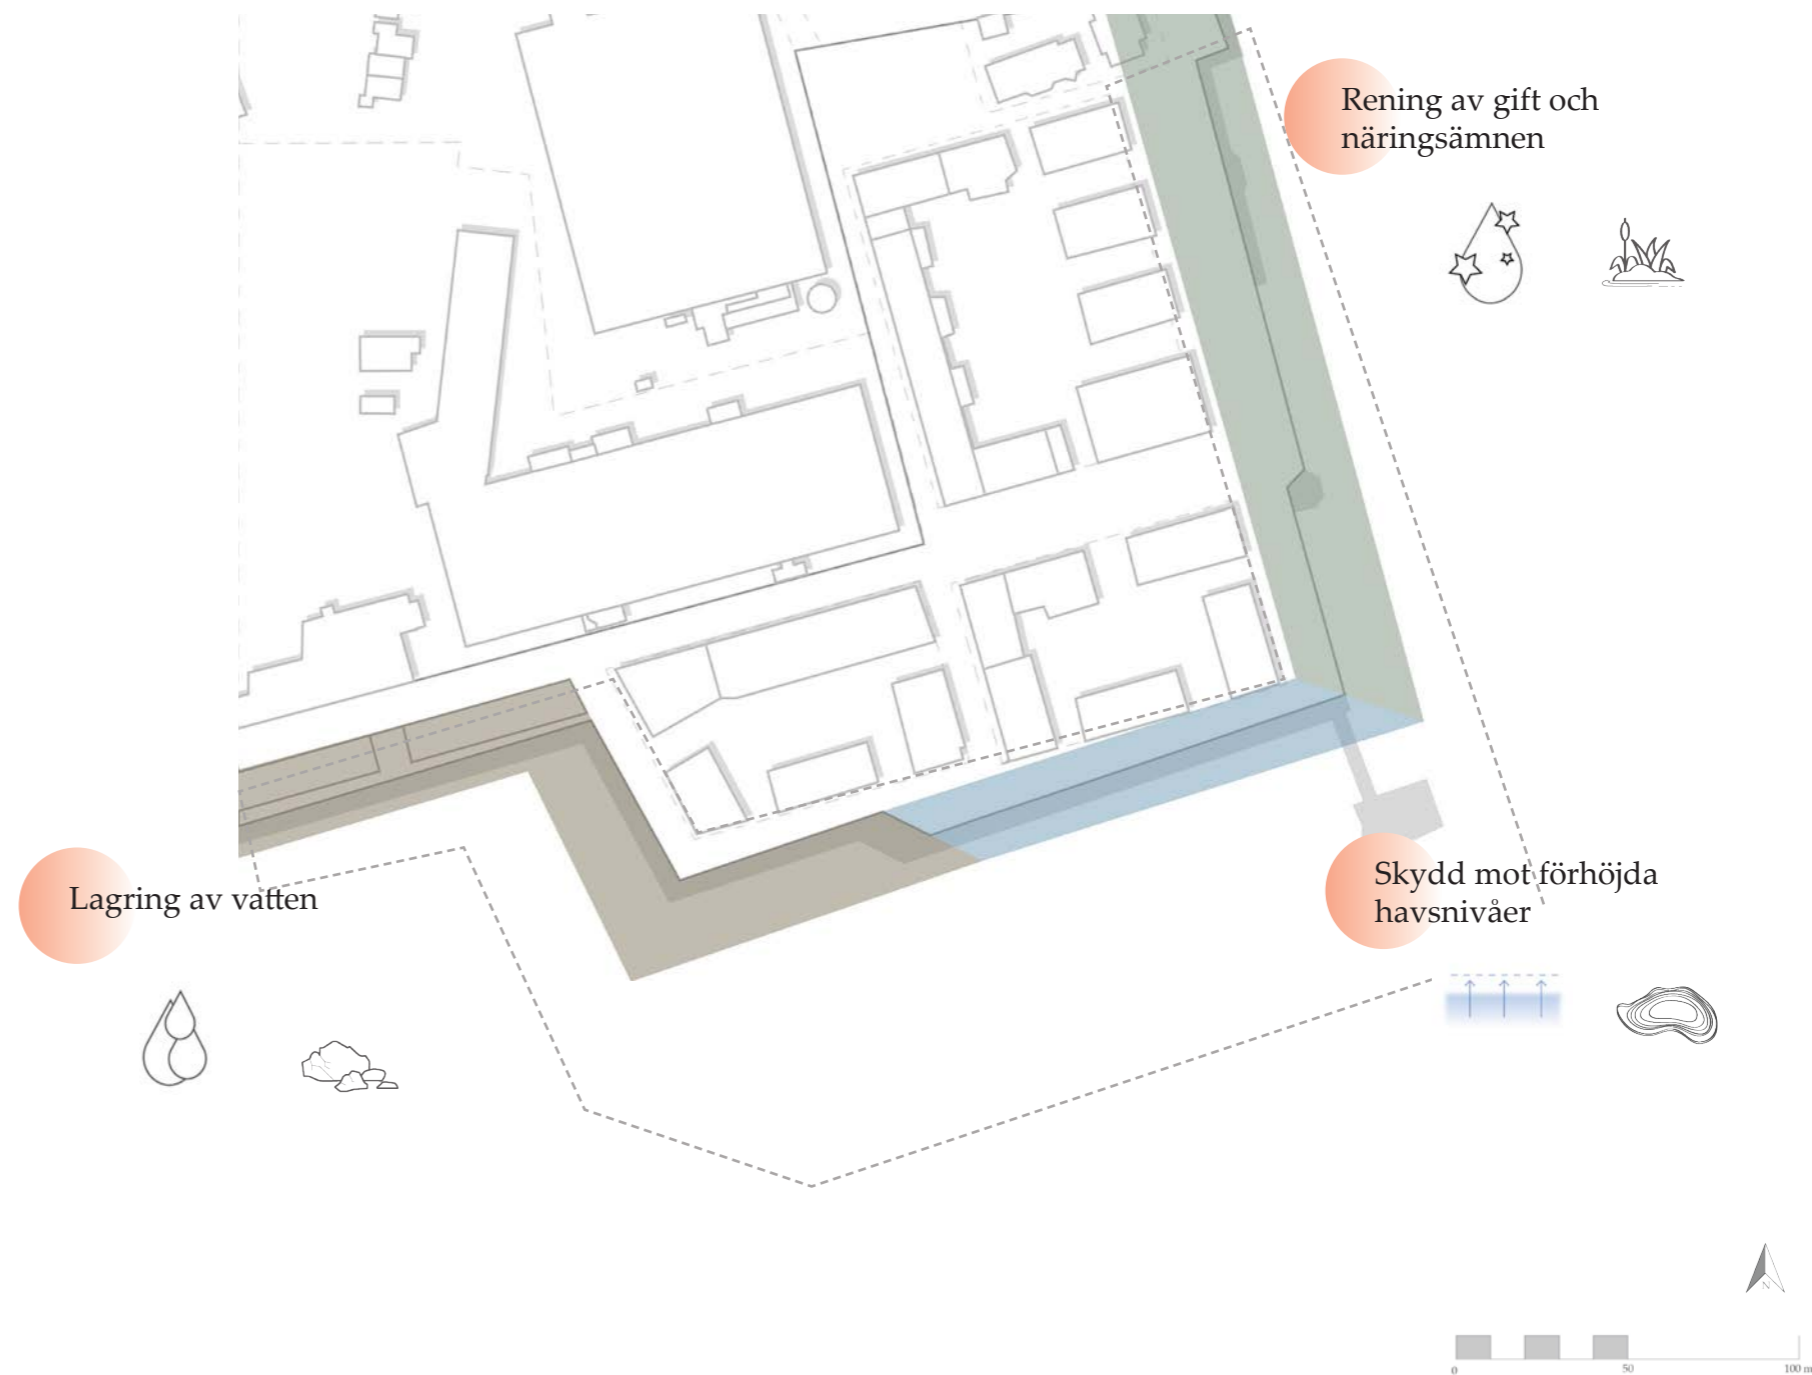 Rening av gift och
näringsämnen
Lagring av vatten
Skydd mot förhöjda
havsnivåer
N
0 50 100 m